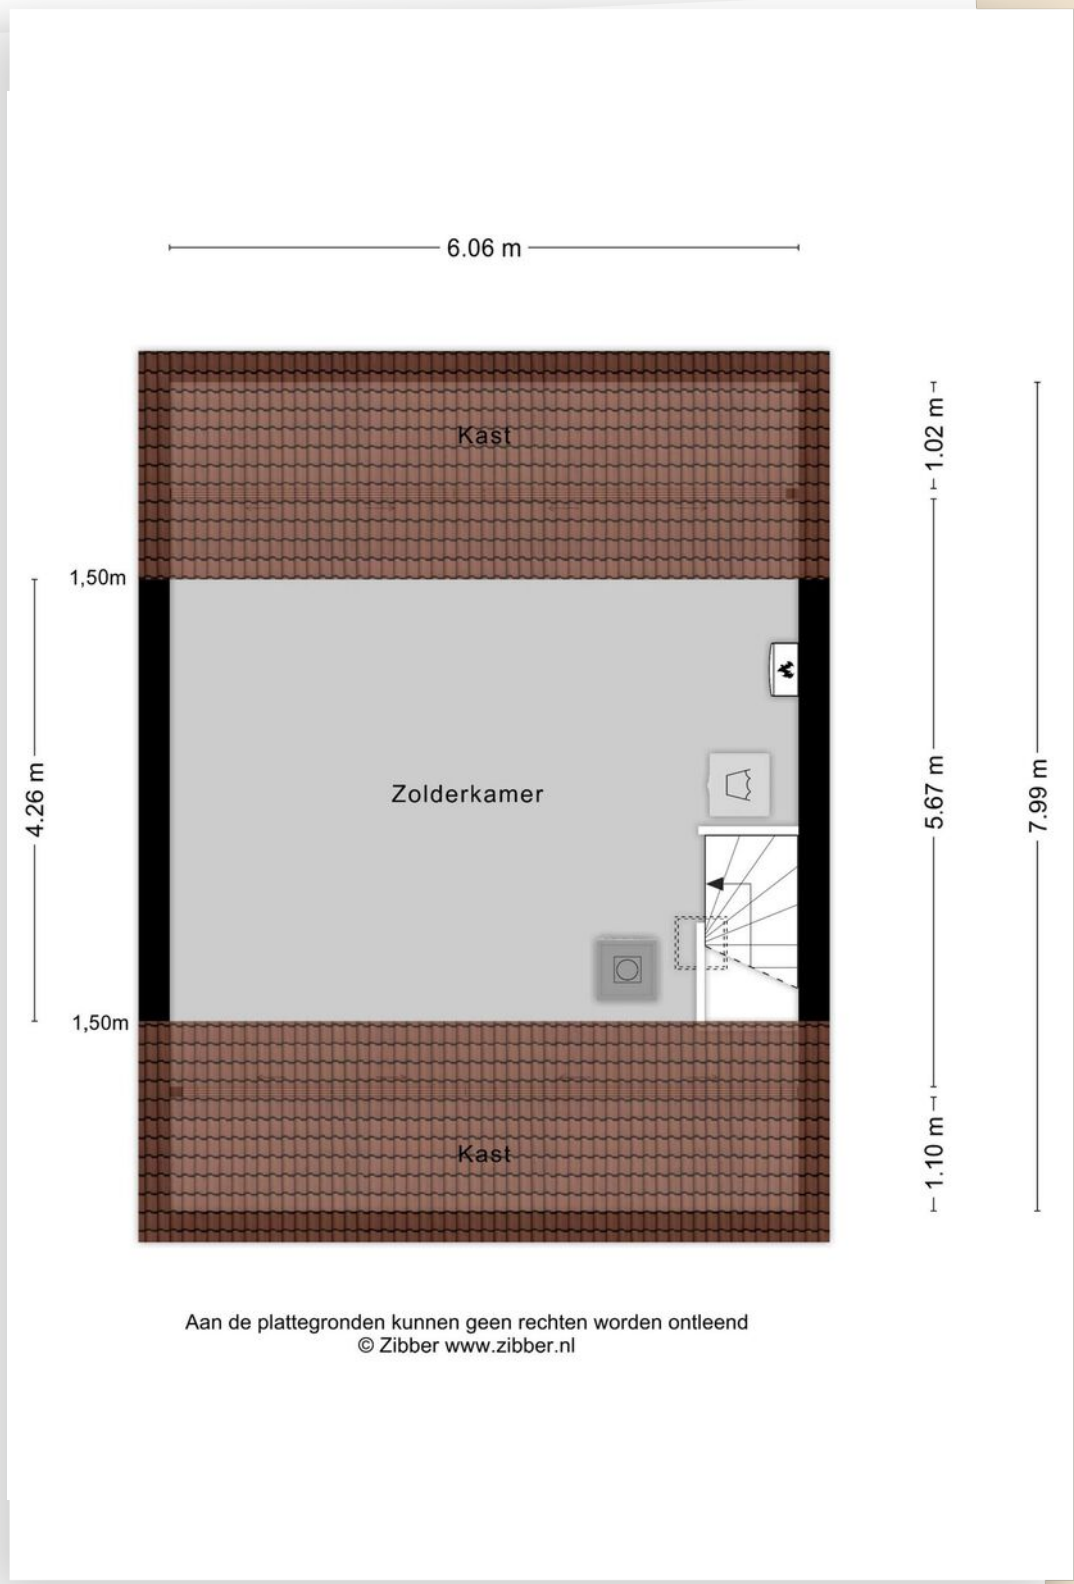 6.06 m
Kast
1.02 m
1,50m
4.26 m
Zolderkamer
5.67 m
7.99 m
1,50m
1.10 m
Kast
Aan de plattegronden kunnen geen rechten worden ontleend
© Zibber www.zibber.nl